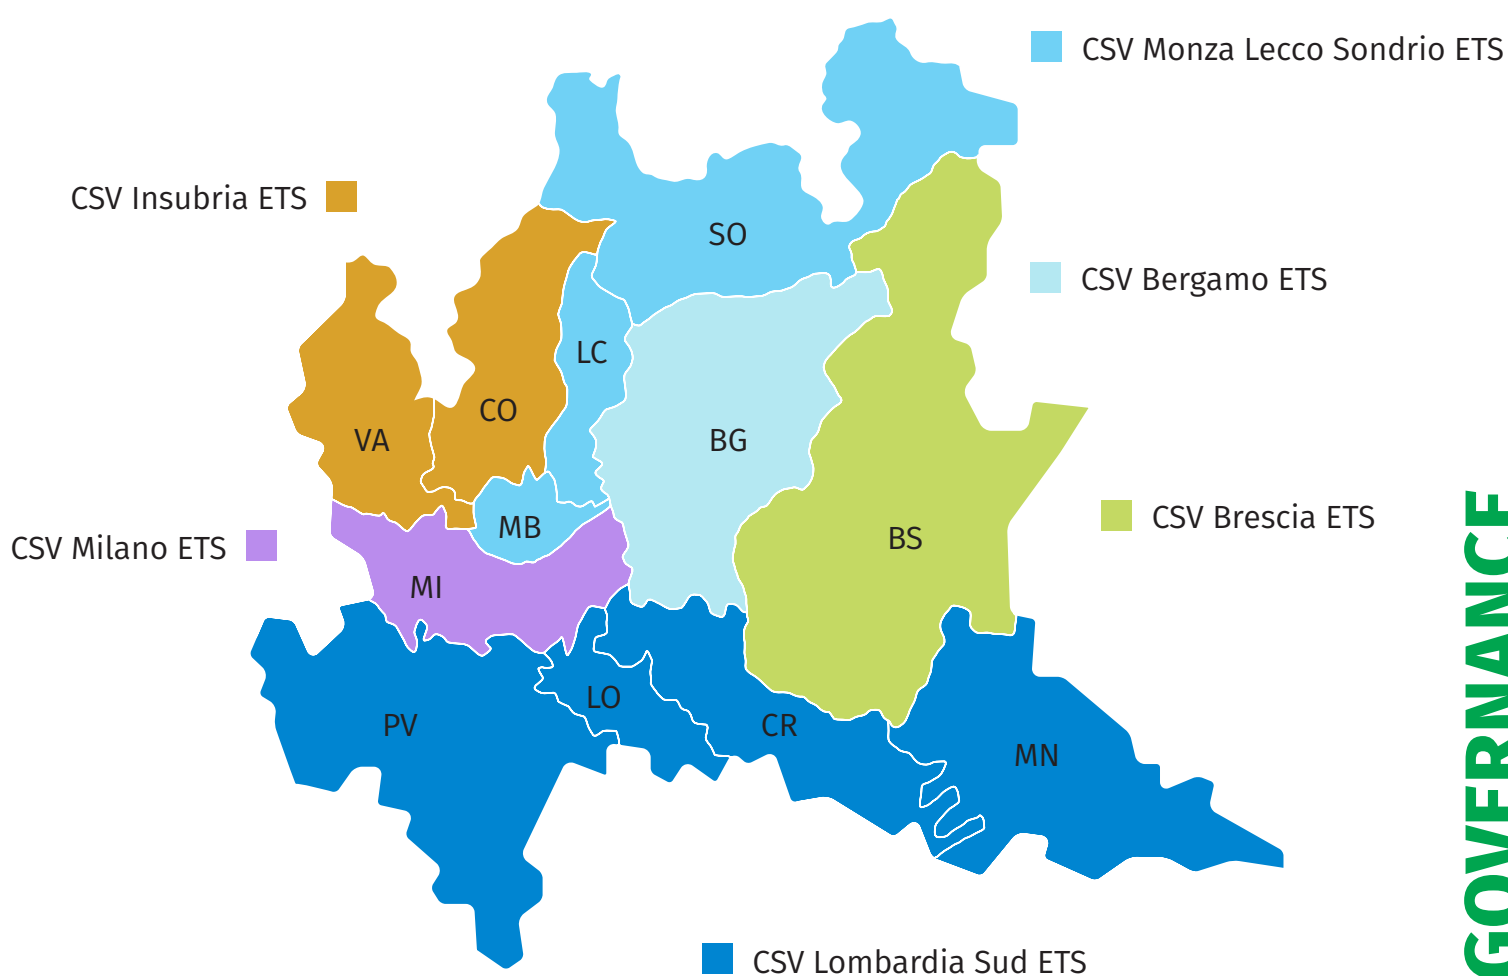 CSV Monza Lecco Sondrio ETS
CSV Insubria ETS
SO
CSV Bergamo ETS
LC
CO
VA
BG
CSV Brescia ETS
MB
BS
CSV Milano ETS
MI
LO
PV
CR
MN
CSV Lombardia Sud ETS
GOVERNANCE